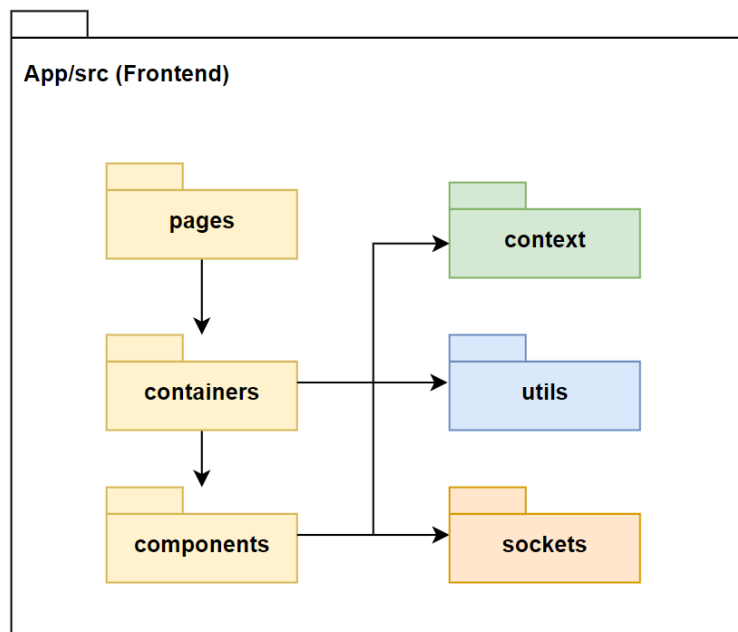 App/src (Frontend)
pages
context
containers
utils
components
sockets